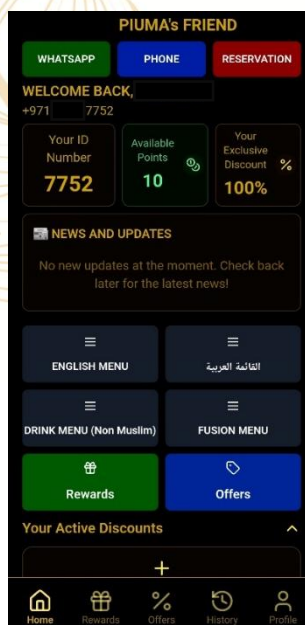 PIUMA's FRIEND
WHATSAPP
PHONE
RESERVATION
WELCOME BACK,
+971 7752
Your ID
Number
7752
Available
Points
10
Your
Exclusive
Discount
%
100%
NEWS AND UPDATES
No new updates at the moment. Check back
later for the latest news!
ENGLISH MENU
القائمة العربية
DRINK MENU (Non Muslim)
FUSION MENU
Rewards
Offers
Your Active Discounts
+
Home
Rewards
Offers
History
Profile